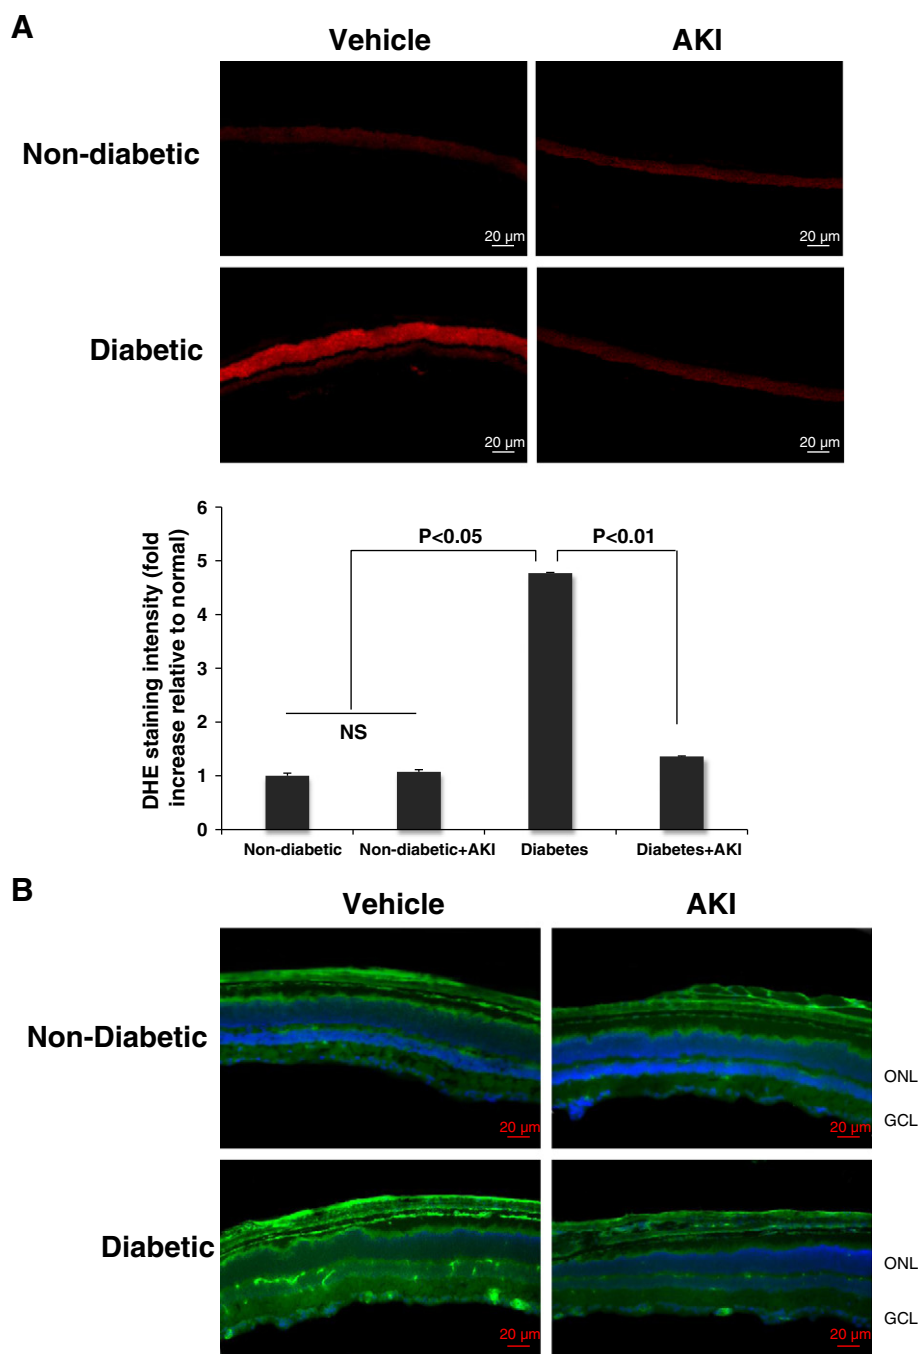 A
Vehicle
AKI
Non-diabetic
20 µm
20 µm
Diabetic
20 µm
20 µm
DHE staining intensity (fold
increase relative to normal)
6
5
4
3
2
1
0
P<0.05
P<0.01
NS
Non-diabetic
Non-diabetic+AKI
Diabetes
Diabetes+AKI
B
Vehicle
AKI
Non-Diabetic
20 µm
20 µm
ONL
GCL
Diabetic
20 µm
20 µm
ONL
GCL